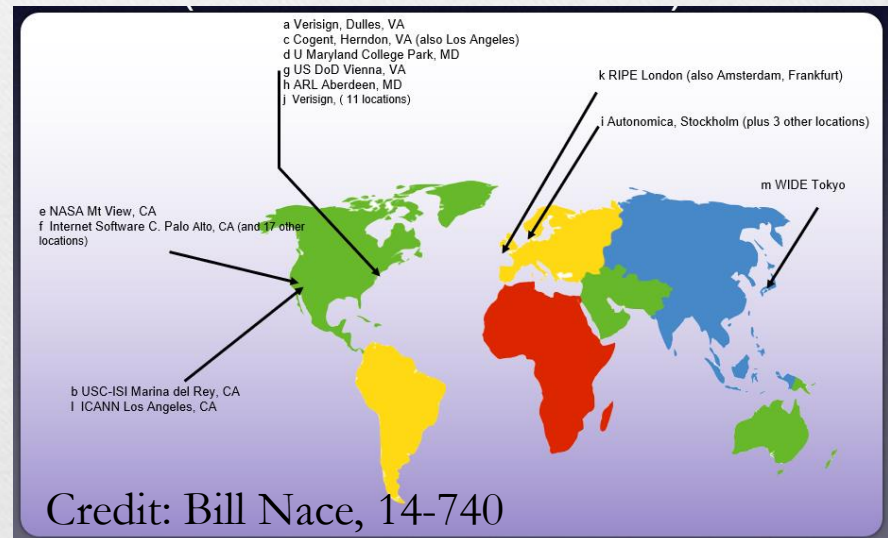 a Verisign, Dulles, VA
c Cogent, Herndon, VA (also Los Angeles)
d U Maryland College Park, MD
g US DoD Vienna, VA
h ARL Aberdeen, MD
j Verisign, ( 11 locations)
k RIPE London (also Amsterdam, Frankfurt)
i Autonomica, Stockholm (plus 3 other locations)
m WIDE Tokyo
e NASA Mt View, CA
f Internet Software C. Palo Alto, CA (and 17 other
locations)
b USC-ISI Marina del Rey, CA
l ICANN Los Angeles, CA
Credit: Bill Nace, 14-740